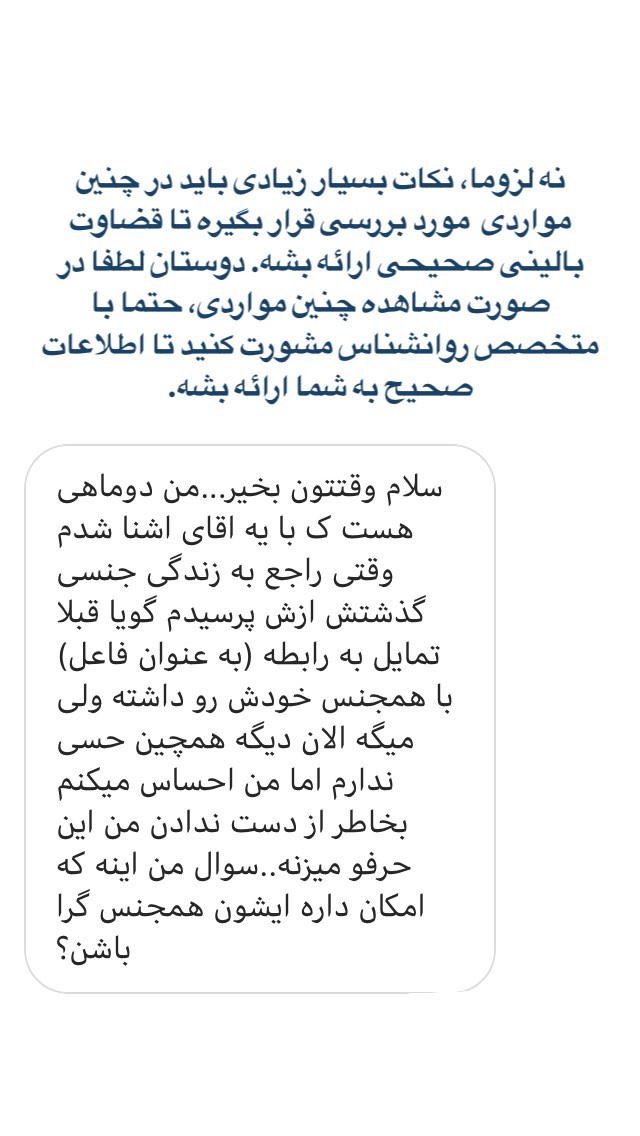 نه لزوما، نکات بسیار زیادی باید در چنین
مواردی مورد بررسی قرار بگیره تا قضاوت
بالینی صحیحی ارائه بشه. دوستان لطفا در
صورت مشاهده چنین مواردی، حتما با
متخصص روانشناس مشورت کنید تا اطلاعات
صحیح به شما ارائه بشه.
سلام وقتتون بخیر...من دوماهی
هست ک با یه اقای اشنا شدم
وقتی راجع به زندگی جنسی
گذشتش ازش پرسیدم گویا قبلا
تمایل به رابطه (به عنوان فاعل)
با همجنس خودش رو داشته ولی
میگه الان دیگه همچین حسی
ندارم اما من احساس میکنم
بخاطر از دست ندادن من این
حرفو میزنه..سوال من اینه که
امکان داره ایشون همجنس گرا
باشن؟